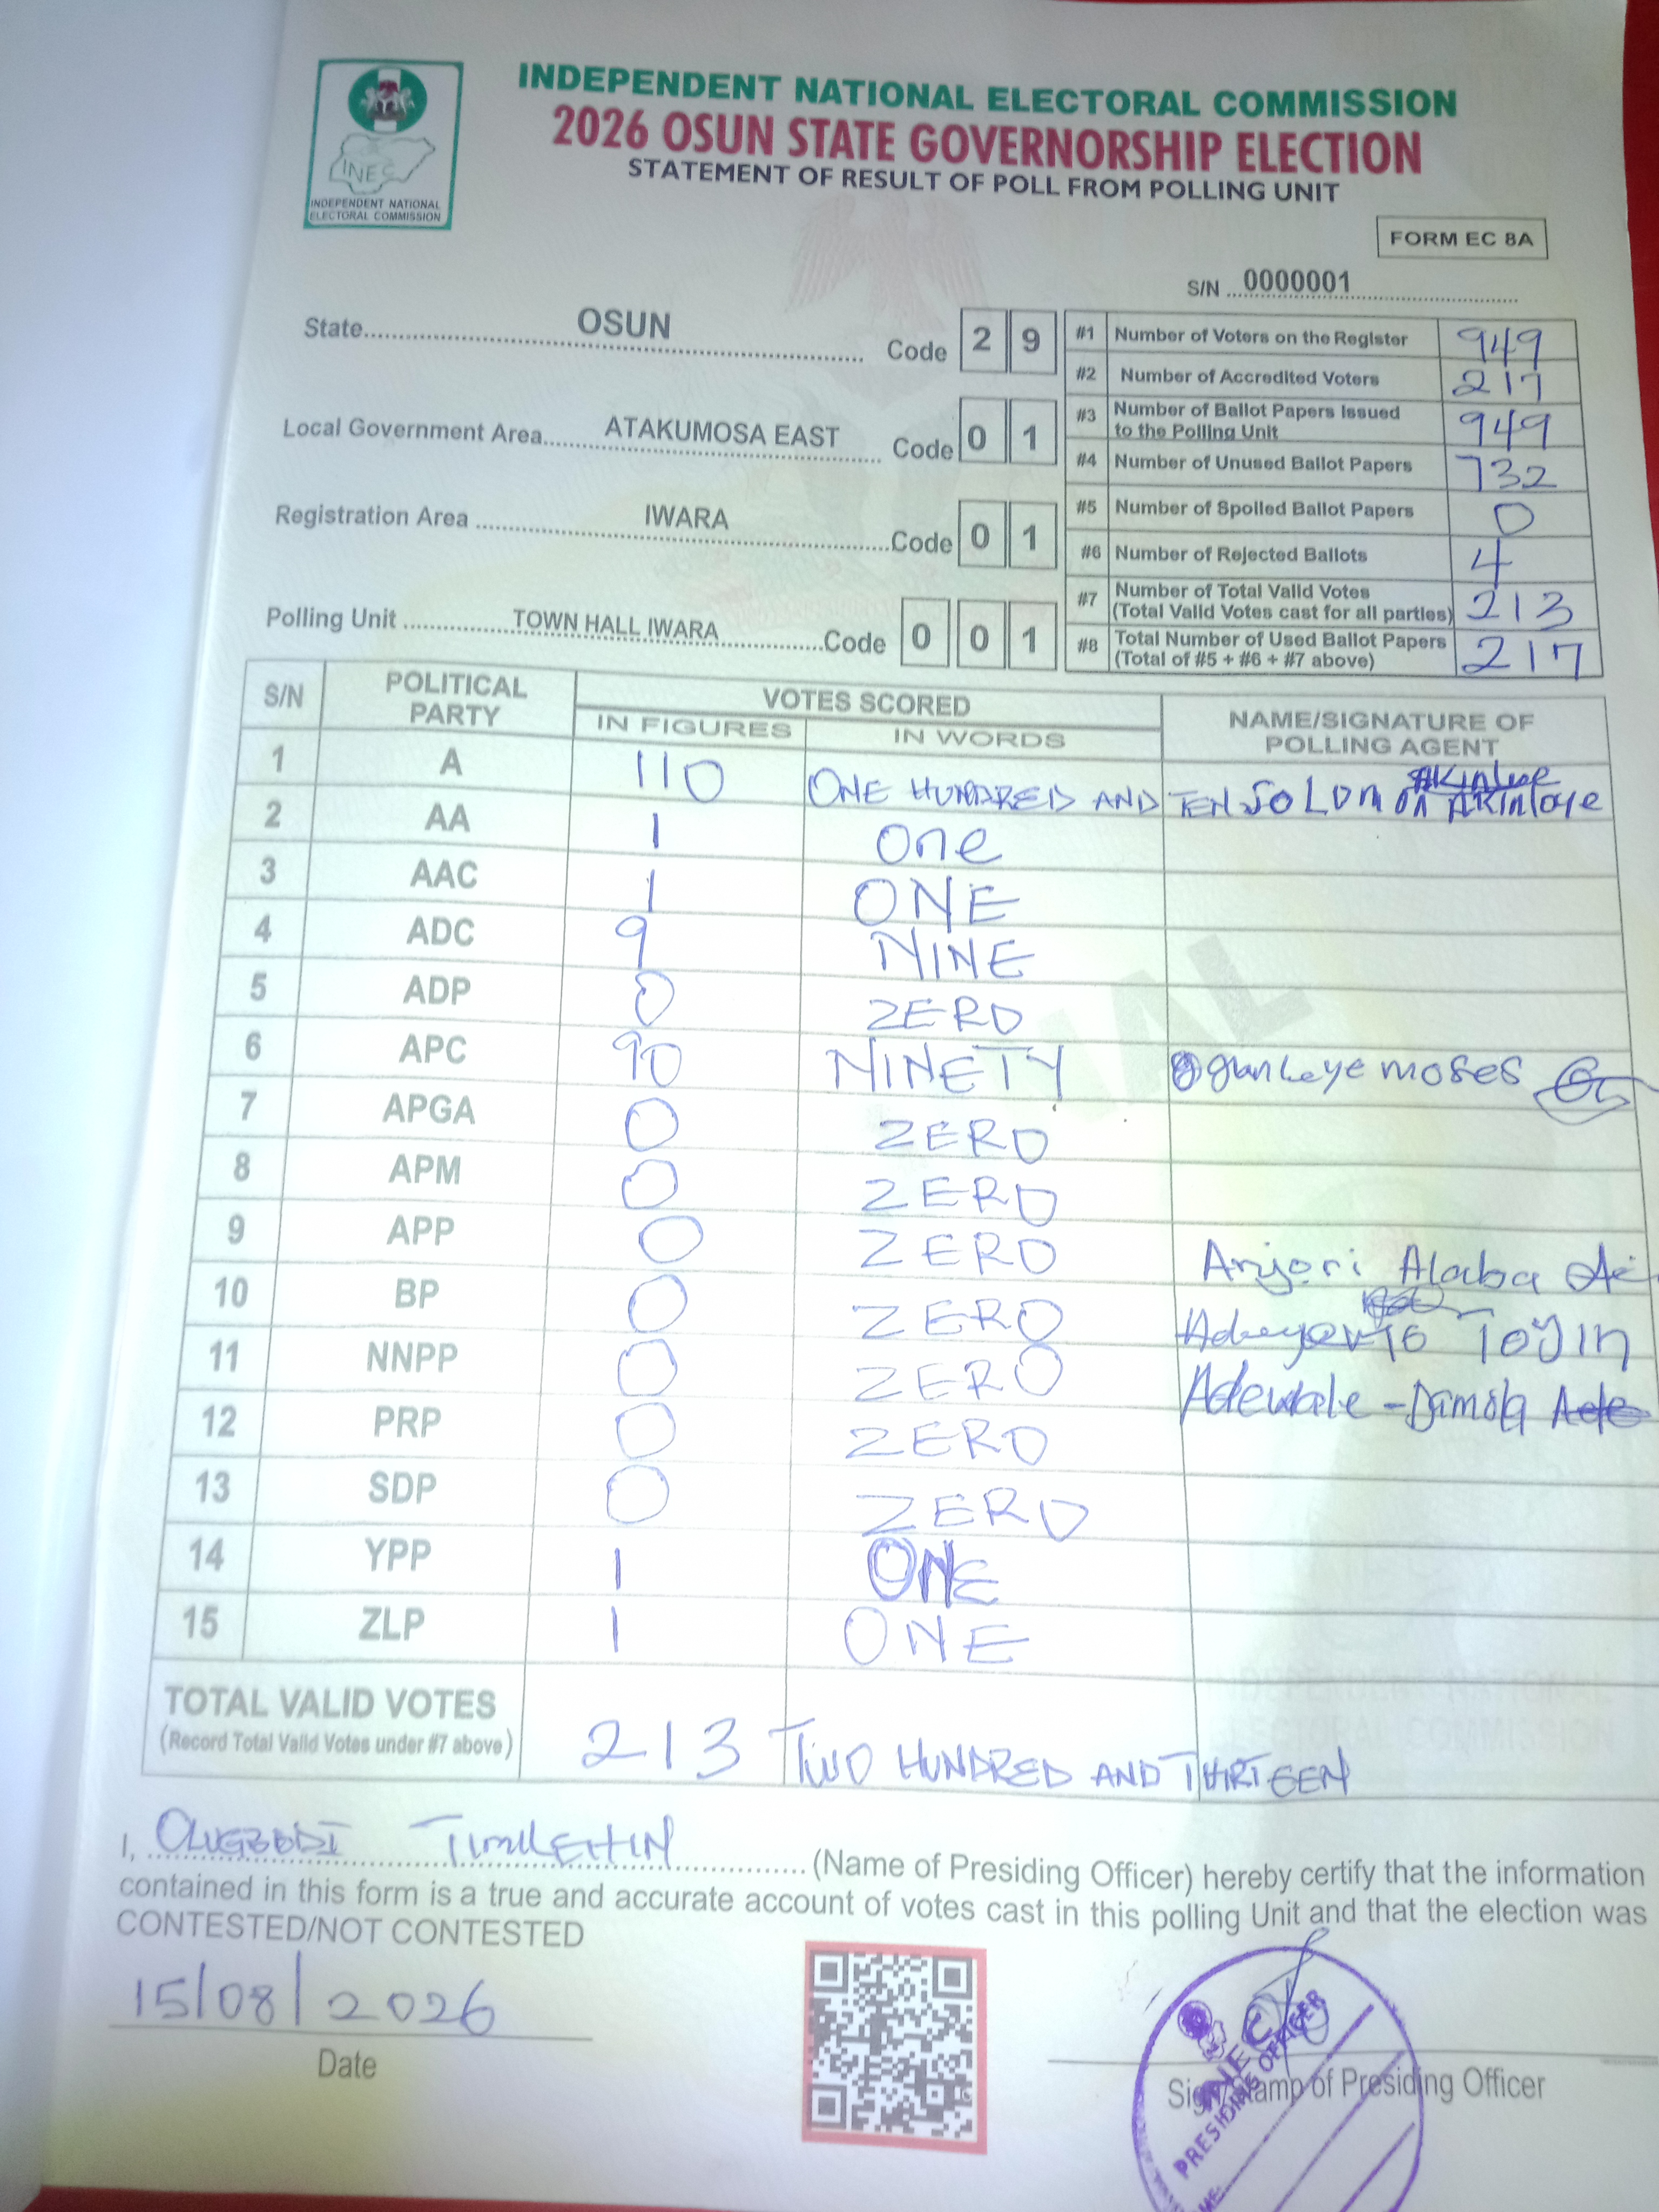 INDEPENDENT NATIONAL ELECTORAL COMMISSION
2026 OSUN STATE GOVERNORSHIP ELECTION
STATEMENT OF RESULT OF POLL FROM POLLING UNIT
INEC
INDEPENDENT NATIONAL
ELECTORAL COMMISSION
FORM EC 8A
S/N 0000001
State OSUN Code 2 9
Local Government Area ATAKUMOSA EAST Code 0 1
Registration Area IWARA Code 0 1
Polling Unit TOWN HALL IWARA Code 0 0 1
#1 Number of Voters on the Register 949
#2 Number of Accredited Voters 217
#3 Number of Ballot Papers Issued to the Polling Unit 949
#4 Number of Unused Ballot Papers 732
#5 Number of Spoiled Ballot Papers 0
#6 Number of Rejected Ballots 4
#7 Number of Total Valid Votes (Total Valid Votes cast for all parties) 213
#8 Total Number of Used Ballot Papers (Total of #5 + #6 + #7 above) 217
S/N POLITICAL PARTY VOTES SCORED NAME/SIGNATURE OF POLLING AGENT
IN FIGURES IN WORDS
1 A 110 ONE HUNDRED AND TEN SOLOMON AKINLOYE
2 AA 1 One
3 AAC 1 ONE
4 ADC 9 NINE
5 ADP 0 ZERO
6 APC 90 NINETY Ogunleye moses
7 APGA 0 ZERO
8 APM 0 ZERO
9 APP 0 ZERO Anjori Alaba
10 BP 0 ZERO Toyin
11 NNPP 0 ZERO Adewale - Damola
12 PRP 0 ZERO
13 SDP 0 ZERO
14 YPP 1 ONE
15 ZLP 1 ONE
TOTAL VALID VOTES
(Record Total Valid Votes under #7 above) 213 TWO HUNDRED AND THIRTEEN
I, OLUGBODI TIMILEHIN (Name of Presiding Officer) hereby certify that the information
contained in this form is a true and accurate account of votes cast in this polling Unit and that the election was
CONTESTED/NOT CONTESTED
15/08/2026
Date
Sign/Stamp of Presiding Officer
INEC
PRESIDING OFFICER